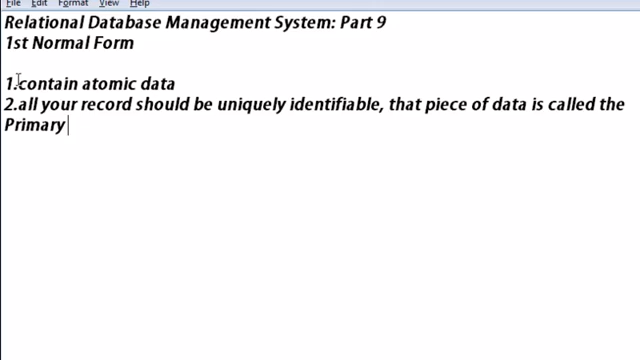 File Edit Format View Help
Relational Database Management System: Part 9
1st Normal Form
1.contain atomic data
2.all your record should be uniquely identifiable, that piece of data is called the
Primary